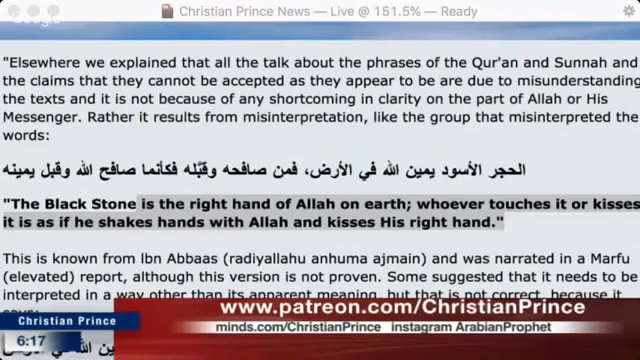 Christian Prince News — Live @ 151.5% — Ready
"Elsewhere we explained that all the talk about the phrases of the Qur'an and Sunnah and
the claims that they cannot be accepted as they appear to be are due to misunderstanding
the texts and it is not because of any shortcoming in clarity on the part of Allah or His
Messenger. Rather it results from misinterpretation, like the group that misinterpreted the
words:
الحجر الأسود يمين الله في الأرض، فمن صافحه وقبَّله فكأنما صافح الله وقبل يمينه
"The Black Stone is the right hand of Allah on earth; whoever touches it or kisses
it is as if he shakes hands with Allah and kisses His right hand."
This is known from Ibn Abbaas (radiyallahu anhuma ajmain) and was narrated in a Marfu
(elevated) report, although this version is not proven. Some suggested that it needs to be
interpreted in a way other than its apparent meaning, but that is not correct, because it
www.patreon.com/ChristianPrince
Christian Prince
minds.com/ChristianPrince instagram ArabianProphet
6:17